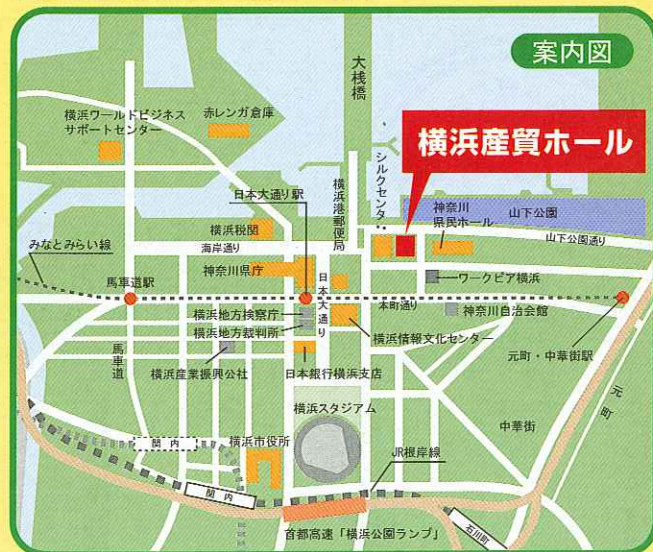 案内図
大桟橋
横浜ワールドビジネス
サポートセンター
赤レンガ倉庫
横浜産貿ホール
シルクセンター
日本大通り駅
横浜港郵便局
神奈川
県民ホール
山下公園
横浜税関
海岸通り
山下公園通り
みなとみらい線
馬車道駅
神奈川県庁
日本大通り
ワークピア横浜
本町通り
横浜地方検察庁
横浜地方裁判所
神奈川自治会館
馬車道
横浜情報文化センター
横浜産業振興公社
日本銀行横浜支店
元町・中華街駅
元町
横浜スタジアム
中華街
関内
横浜市役所
JR根岸線
関内
石川町
首都高速「横浜公園ランプ」